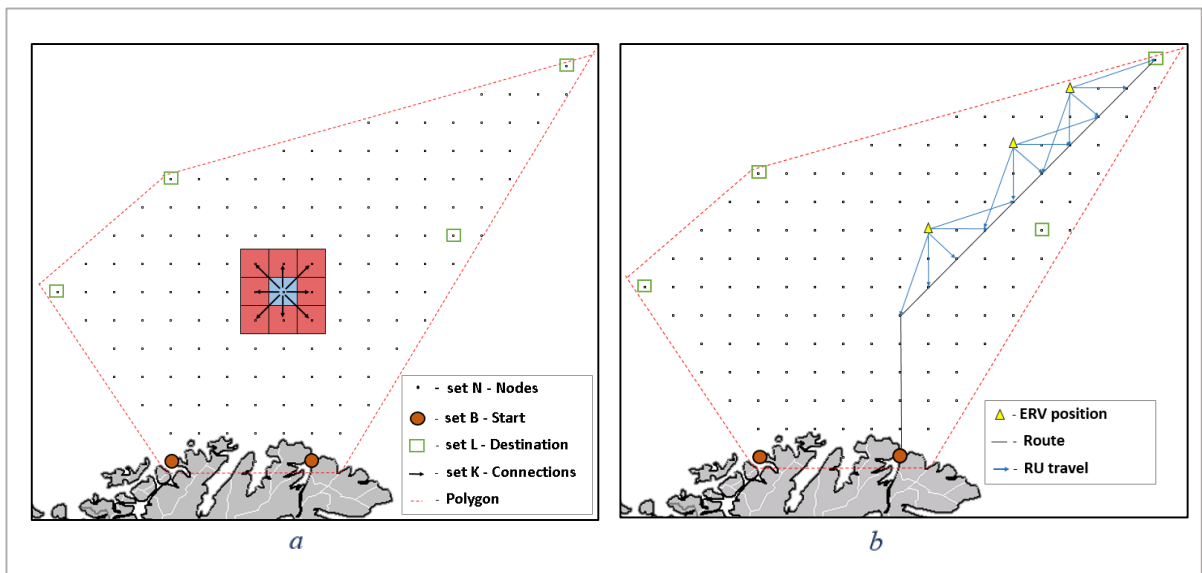 · - set N - Nodes
- set B - Start
- set L - Destination
- set K - Connections
- Polygon
a
- ERV position
- Route
- RU travel
b